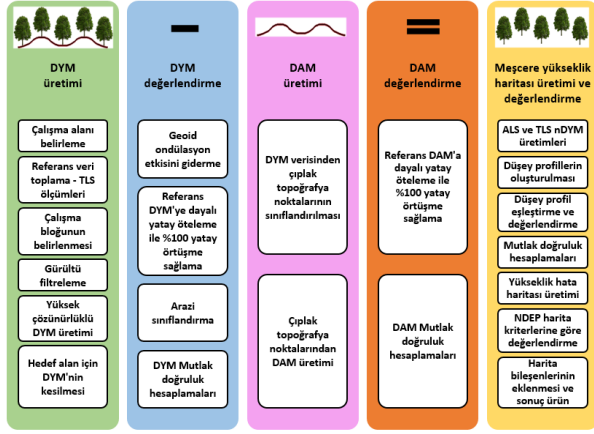 DYM
üretimi
Çalışma alanı
belirleme
Referans veri
toplama - TLS
ölçümleri
Çalışma
bloğunun
belirlenmesi
Gürültü
filtreleme
Yüksek
çözünürlüklü
DYM üretimi
Hedef alan için
DYM'nin
kesilmesi
DYM
değerlendirme
Geoid
ondülasyon
etkisini giderme
Referans
DYM'ye dayalı
yatay öteleme
ile %100 yatay
örtüşme
sağlama
Arazi
sınıflandırma
DYM Mutlak
doğruluk
hesaplamaları
DAM
üretimi
DYM verisinden
çıplak
topoğrafya
noktalarının
sınıflandırılması
Çıplak
topoğrafya
noktalarından
DAM üretimi
DAM
değerlendirme
Referans DAM'a
dayalı yatay
öteleme ile
%100 yatay
örtüşme
sağlama
DAM Mutlak
doğruluk
hesaplamaları
Meşcere yükseklik
haritası üretimi ve
değerlendirme
ALS ve TLS nDYM
üretimleri
Düşey profillerin
oluşturulması
Düşey profil
eşleştirme ve
değerlendirme
Mutlak doğruluk
hesaplamaları
Yükseklik hata
haritası üretimi
NDEP harita
kriterlerine göre
değerlendirme
Harita
bileşenlerinin
eklenmesi ve
sonuç ürün